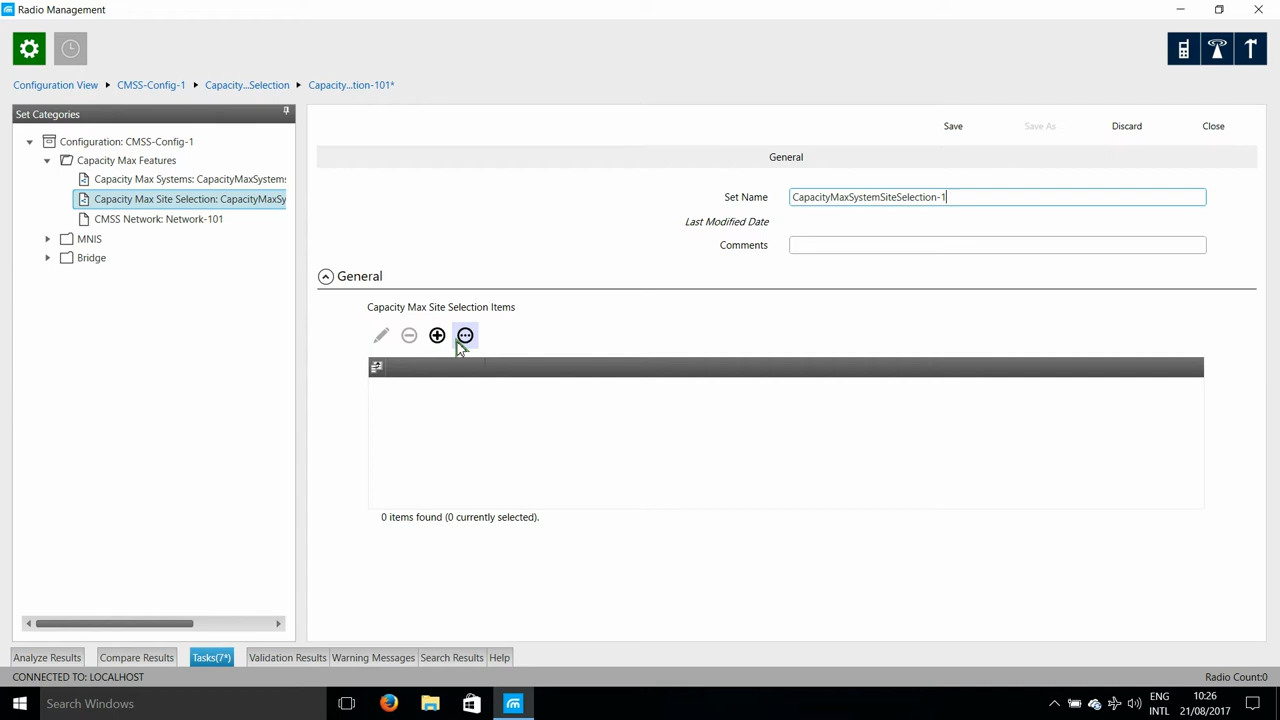 Radio Management
Configuration View CMSS-Config-1 Capacity...Selection Capacity...tion-101*
Set Categories
Configuration: CMSS-Config-1
Capacity Max Features
Capacity Max Systems: CapacityMaxSystems
Capacity Max Site Selection: CapacityMaxSy
CMSS Network: Network-101
MNIS
Bridge
Save Save As Discard Close
General
Set Name CapacityMaxSystemSiteSelection-1
Last Modified Date
Comments
General
Capacity Max Site Selection Items
0 items found (0 currently selected).
Analyze Results Compare Results Tasks(7*) Validation Results Warning Messages Search Results Help
CONNECTED TO: LOCALHOST Radio Count:0
Search Windows
ENG 10:26
INTL 21/08/2017